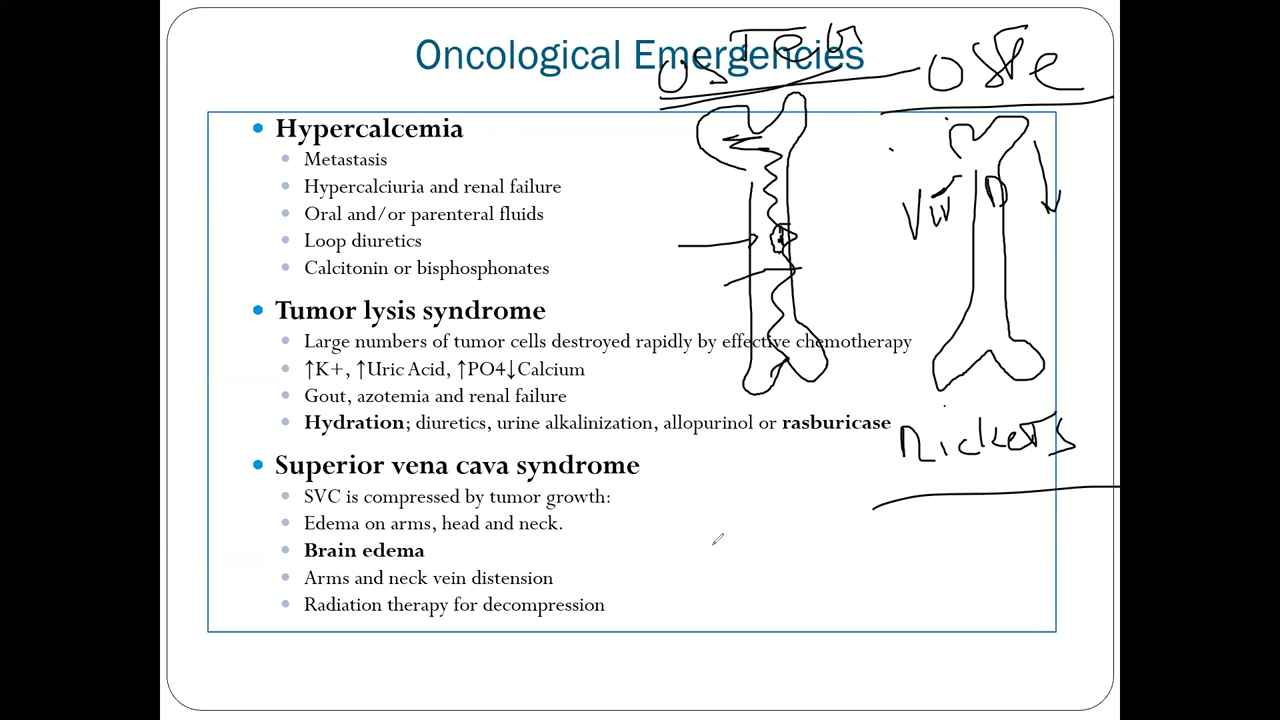 Oncological Emergencies
OSTe
Hypercalcemia
Metastasis
Hypercalciuria and renal failure
Oral and/or parenteral fluids
Vit D
Loop diuretics
Calcitonin or bisphosphonates
Tumor lysis syndrome
Large numbers of tumor cells destroyed rapidly by effective chemotherapy
↑K+, ↑Uric Acid, ↑PO4↓Calcium
Gout, azotemia and renal failure
Hydration; diuretics, urine alkalinization, allopurinol or rasburicase
Rickets
Superior vena cava syndrome
SVC is compressed by tumor growth:
Edema on arms, head and neck.
Brain edema
Arms and neck vein distension
Radiation therapy for decompression